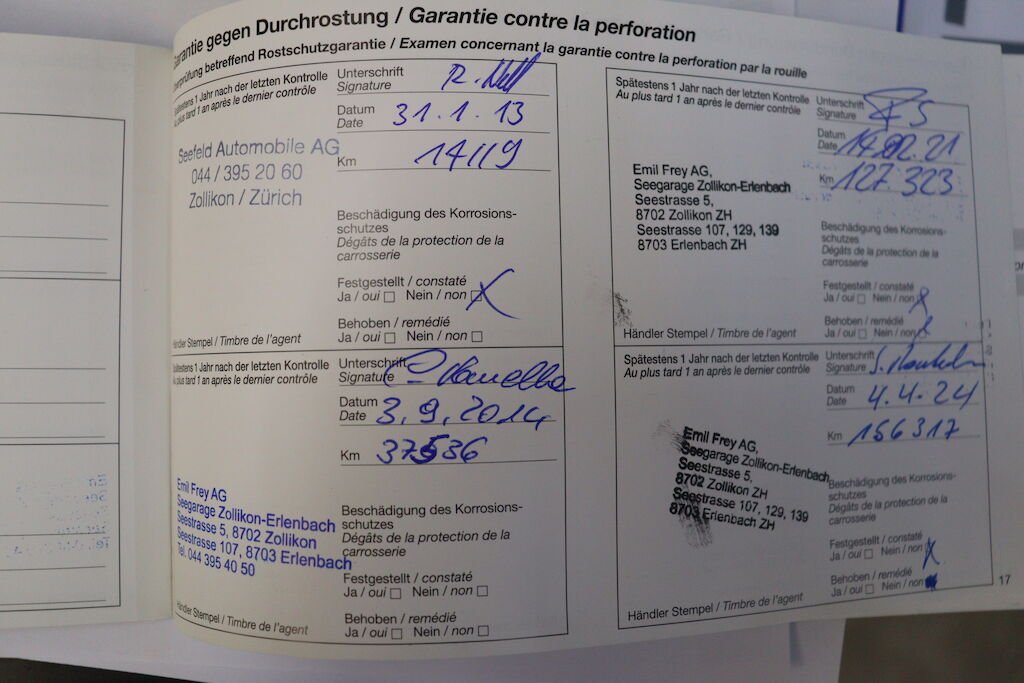 Garantie gegen Durchrostung / Garantie contre la perforation
Überprüfung betreffend Rostschutzgarantie / Examen concernant la garantie contre la perforation par la rouille
Spätestens 1 Jahr nach der letzten Kontrolle
Au plus tard 1 an après le dernier contrôle
Unterschrift
Signature
Datum
Date 31.1.13
Km 14119
Seefeld Automobile AG
044 / 395 20 60
Zollikon / Zürich
Beschädigung des Korrosions-
schutzes
Dégâts de la protection de la
carrosserie
Festgestellt / constaté
Ja / oui Nein / non
Behoben / remédié
Ja / oui Nein / non
Händler Stempel / Timbre de l'agent
Spätestens 1 Jahr nach der letzten Kontrolle
Au plus tard 1 an après le dernier contrôle
Unterschrift
Signature
Datum
Date 3.9.2014
Km 37536
Emil Frey AG
Seegarage Zollikon-Erlenbach
Seestrasse 5, 8702 Zollikon
Seestrasse 107, 8703 Erlenbach
Tel. 044 395 40 50
Beschädigung des Korrosions-
schutzes
Dégâts de la protection de la
carrosserie
Festgestellt / constaté
Ja / oui Nein / non
Behoben / remédié
Ja / oui Nein / non
Händler Stempel / Timbre de l'agent
Spätestens 1 Jahr nach der letzten Kontrolle
Au plus tard 1 an après le dernier contrôle
Unterschrift
Signature
Datum
Date
Km 127.323
Emil Frey AG,
Seegarage Zollikon-Erlenbach
Seestrasse 5,
8702 Zollikon ZH
Seestrasse 107, 129, 139
8703 Erlenbach ZH
Beschädigung des Korrosions-
schutzes
Dégâts de la protection de la
carrosserie
Festgestellt / constaté
Ja / oui Nein / non
Behoben / remédié
Ja / oui Nein / non
Händler Stempel / Timbre de l'agent
Spätestens 1 Jahr nach der letzten Kontrolle
Au plus tard 1 an après le dernier contrôle
Unterschrift
Signature
Datum
Date 4.4.24
Km 156317
Emil Frey AG,
Seegarage Zollikon-Erlenbach
Seestrasse 5,
8702 Zollikon ZH
Seestrasse 107, 129, 139
8703 Erlenbach ZH
Beschädigung des Korrosions-
schutzes
Dégâts de la protection de la
carrosserie
Festgestellt / constaté
Ja / oui Nein / non
Behoben / remédié
Ja / oui Nein / non
Händler Stempel / Timbre de l'agent
17